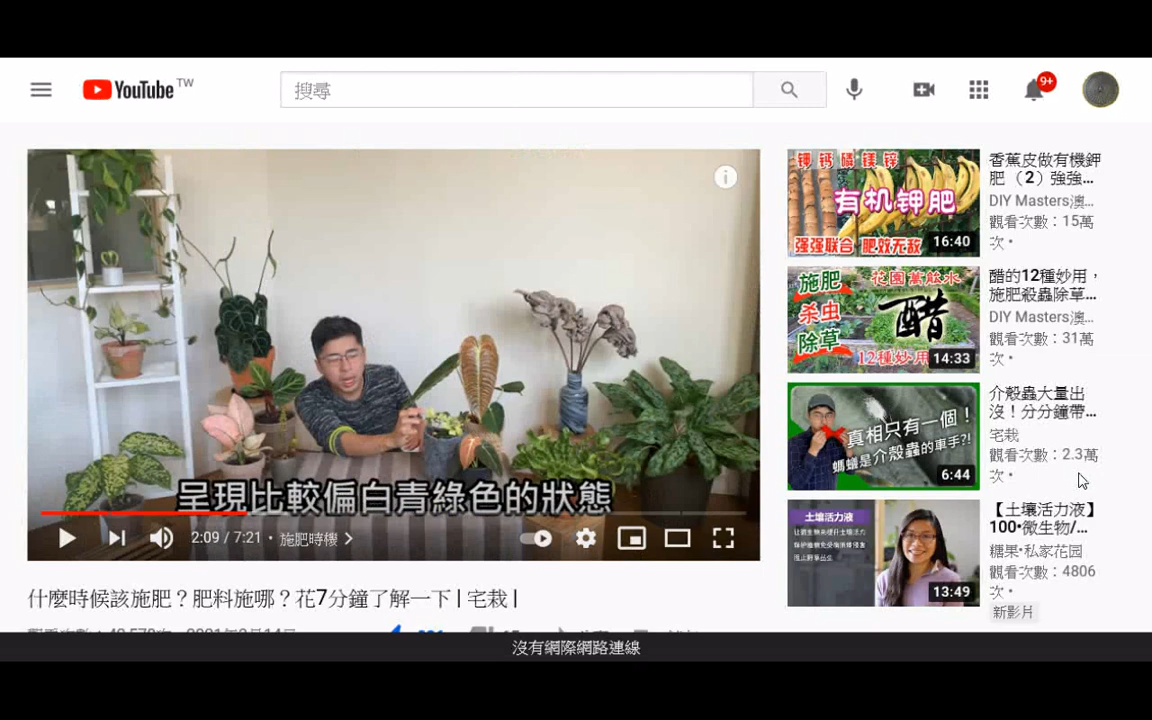 YouTube TW
搜尋
9+
呈現比較偏白青綠色的狀態
2:09 / 7:21 • 施肥時機
什麼時候該施肥？肥料施哪？花7分鐘了解一下 | 宅栽 |
钾 钙 磷 镁 锌
有机钾肥
强强联合 肥效无敌
16:40
香蕉皮做有機鉀
肥（2）強強...
DIY Masters澳...
觀看次數：15萬
次 •
施肥
杀虫
除草
花園萬能水
醋
12種妙用
14:33
醋的12種妙用，
施肥殺蟲除草...
DIY Masters澳...
觀看次數：31萬
次 •
真相只有一個！
螞蟻是介殼蟲的車手?!
6:44
介殼蟲大量出
沒！分分鐘帶...
宅栽
觀看次數：2.3萬
次 •
土壤活力液
13:49
【土壤活力液】
100•微生物/...
糖果•私家花园
觀看次數：4806
次 •
新影片
沒有網際網路連線